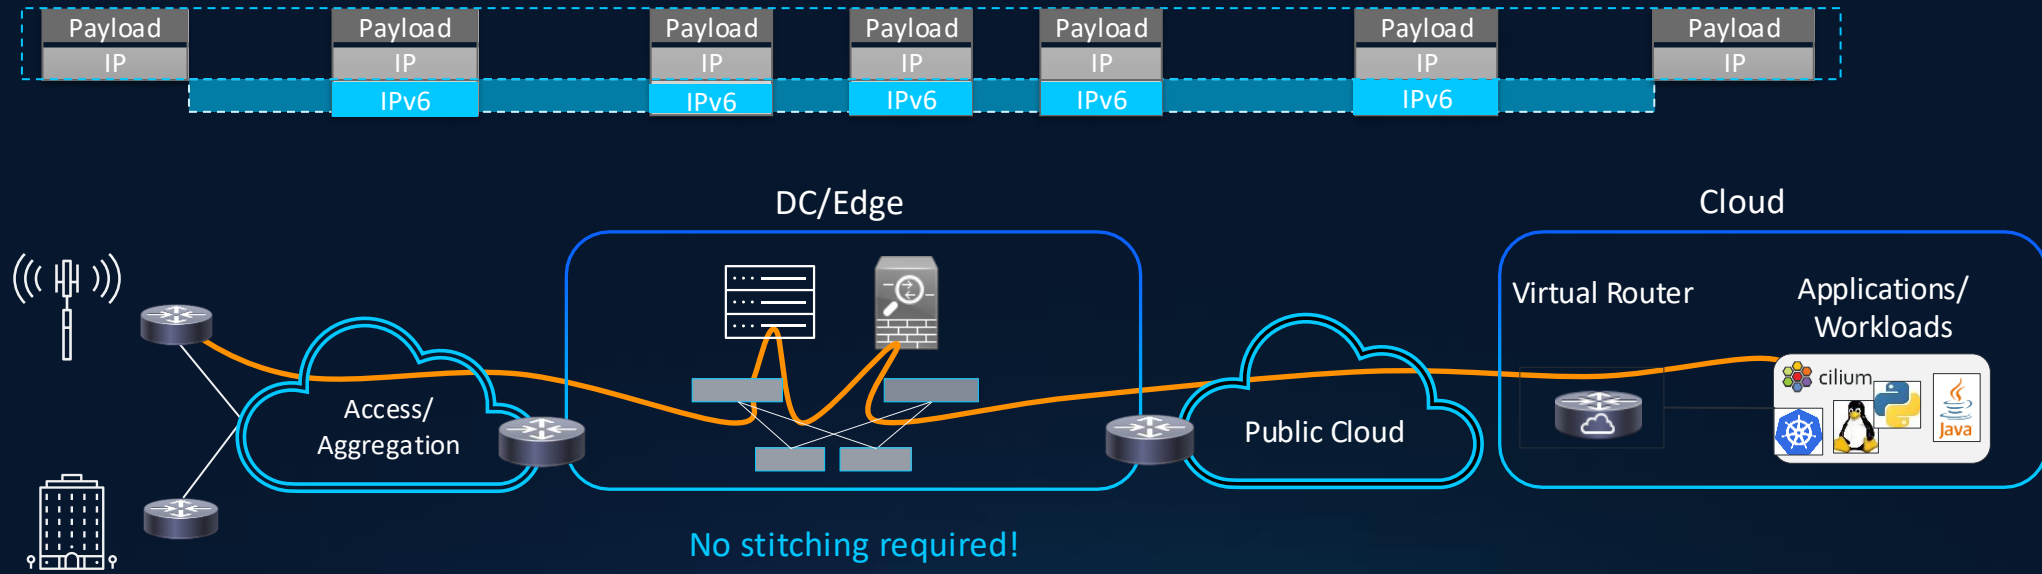 Payload
IP
Payload
IP
IPv6
Payload
IP
IPv6
Payload
IP
IPv6
Payload
IP
IPv6
Payload
IP
IPv6
Payload
IP
DC/Edge
Cloud
Access/
Aggregation
Public Cloud
Virtual Router
Applications/
Workloads
cilium
Java
No stitching required!